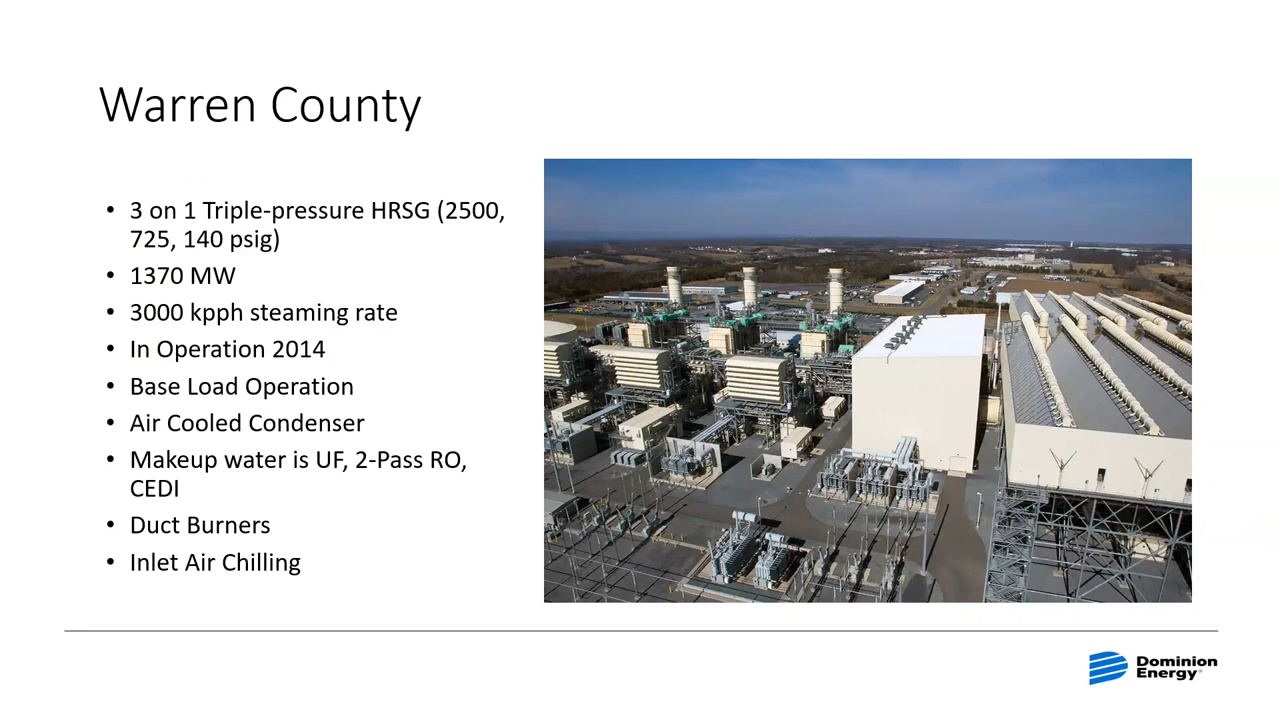 Warren County
• 3 on 1 Triple-pressure HRSG (2500,
725, 140 psig)
• 1370 MW
• 3000 kpph steaming rate
• In Operation 2014
• Base Load Operation
• Air Cooled Condenser
• Makeup water is UF, 2-Pass RO,
CEDI
• Duct Burners
• Inlet Air Chilling
Dominion
Energy